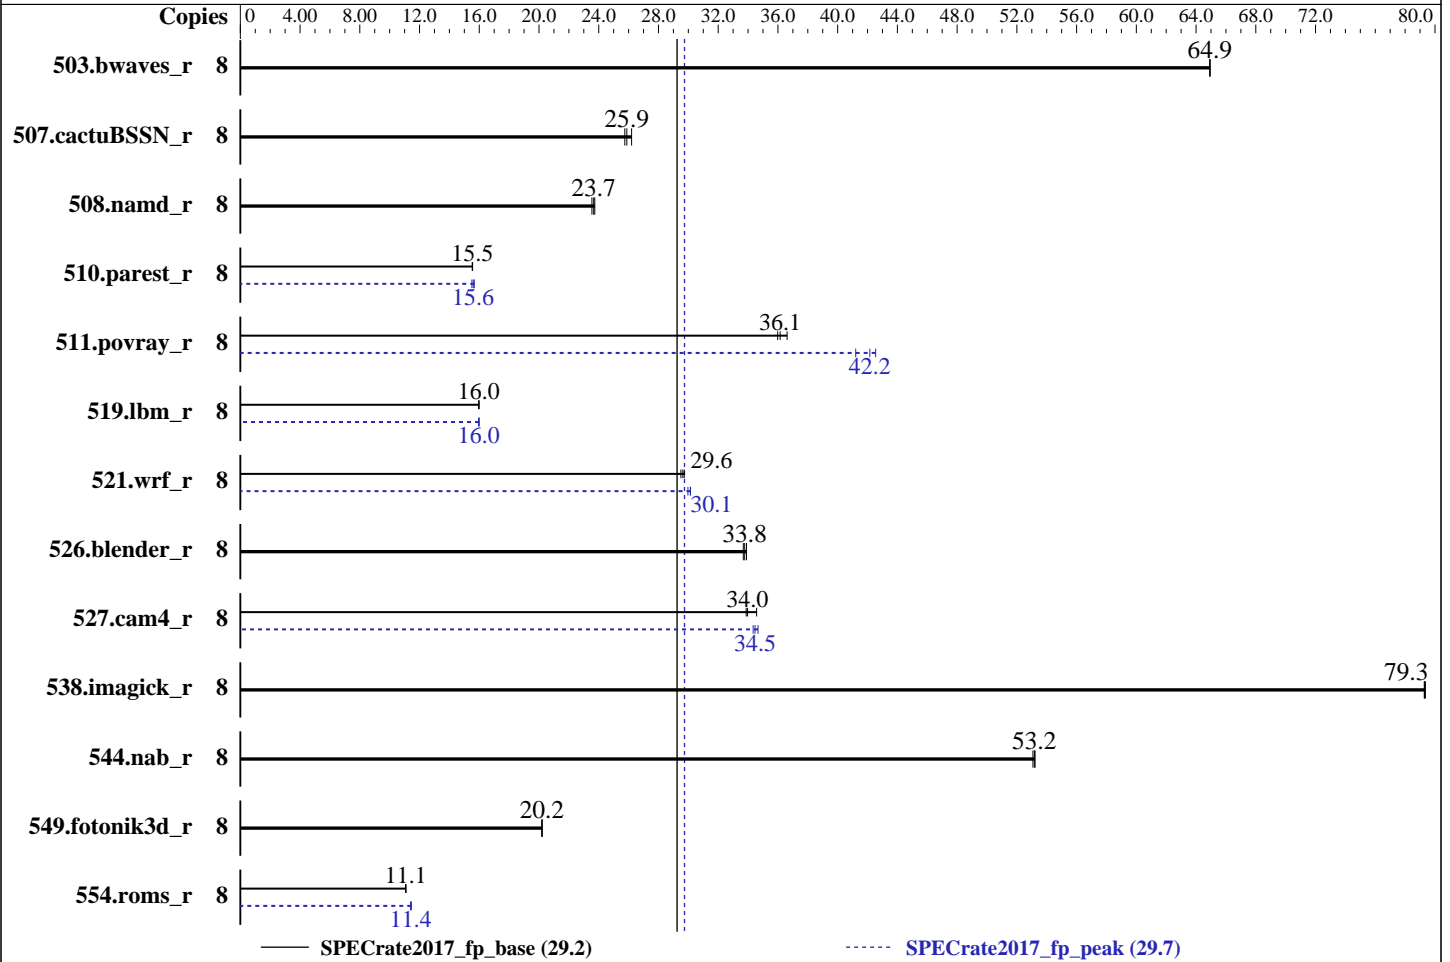 Copies 0 4.00 8.00 12.0 16.0 20.0 24.0 28.0 32.0 36.0 40.0 44.0 48.0 52.0 56.0 60.0 64.0 68.0 72.0 80.0
64.9
503.bwaves_r 8
25.9
507.cactuBSSN_r 8
23.7
508.namd_r 8
15.5
510.parest_r 8
15.6
36.1
511.povray_r 8
42.2
16.0
519.lbm_r 8
16.0
29.6
521.wrf_r 8
30.1
33.8
526.blender_r 8
34.0
527.cam4_r 8
34.5
79.3
538.imagick_r 8
53.2
544.nab_r 8
20.2
549.fotonik3d_r 8
11.1
554.roms_r 8
11.4
SPECrate2017_fp_base (29.2) SPECrate2017_fp_peak (29.7)